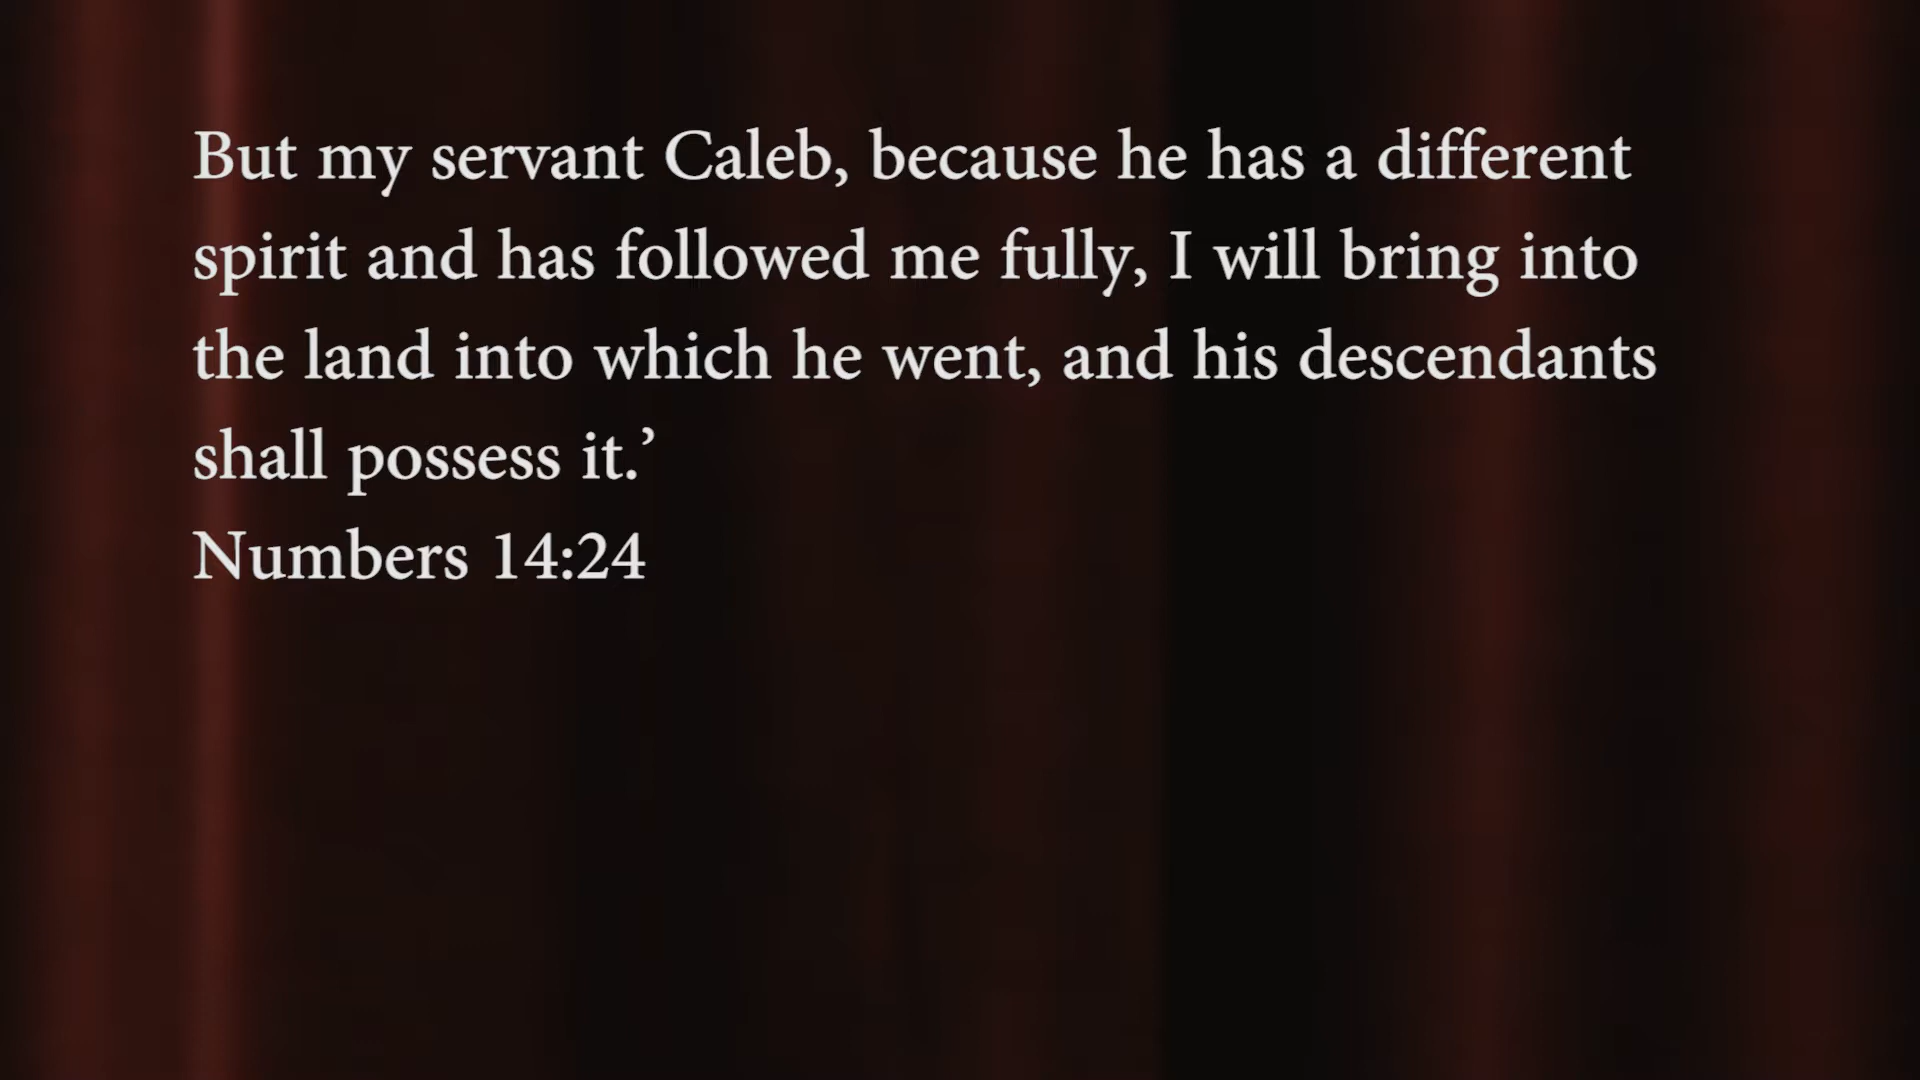 But my servant Caleb, because he has a different
spirit and has followed me fully, I will bring into
the land into which he went, and his descendants
shall possess it.’
Numbers 14:24